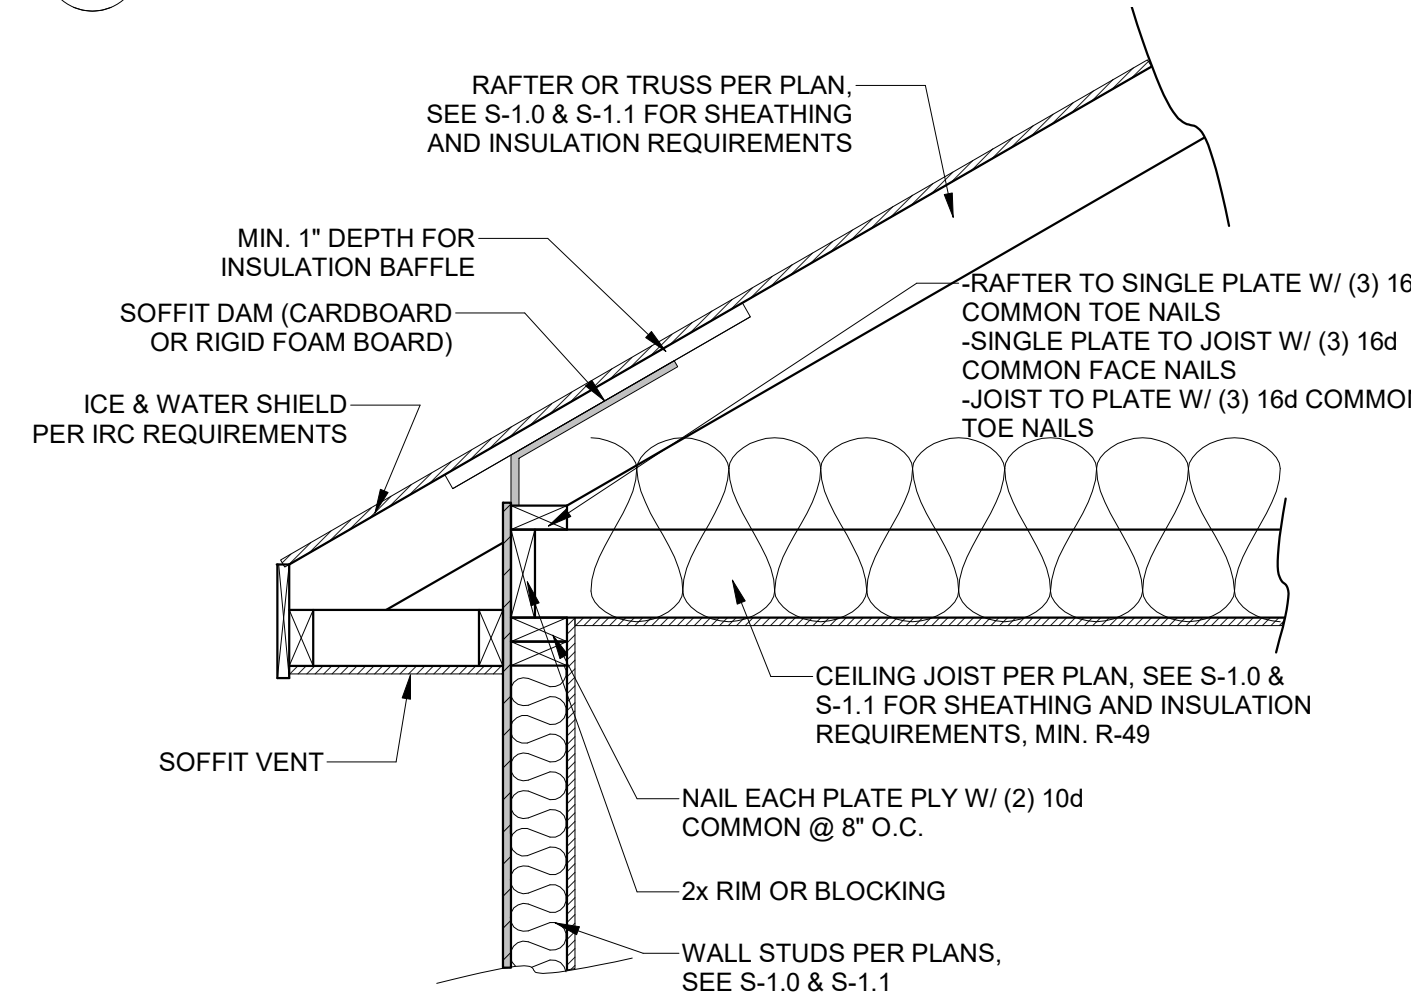 RAFTER OR TRUSS PER PLAN,
SEE S-1.0 & S-1.1 FOR SHEATHING
AND INSULATION REQUIREMENTS
MIN. 1" DEPTH FOR
INSULATION BAFFLE
SOFFIT DAM (CARDBOARD
OR RIGID FOAM BOARD)
ICE & WATER SHIELD
PER IRC REQUIREMENTS
-RAFTER TO SINGLE PLATE W/ (3) 16
COMMON TOE NAILS
-SINGLE PLATE TO JOIST W/ (3) 16d
COMMON FACE NAILS
-JOIST TO PLATE W/ (3) 16d COMMON
TOE NAILS
CEILING JOIST PER PLAN, SEE S-1.0 &
S-1.1 FOR SHEATHING AND INSULATION
REQUIREMENTS, MIN. R-49
SOFFIT VENT
NAIL EACH PLATE PLY W/ (2) 10d
COMMON @ 8" O.C.
2x RIM OR BLOCKING
WALL STUDS PER PLANS,
SEE S-1.0 & S-1.1